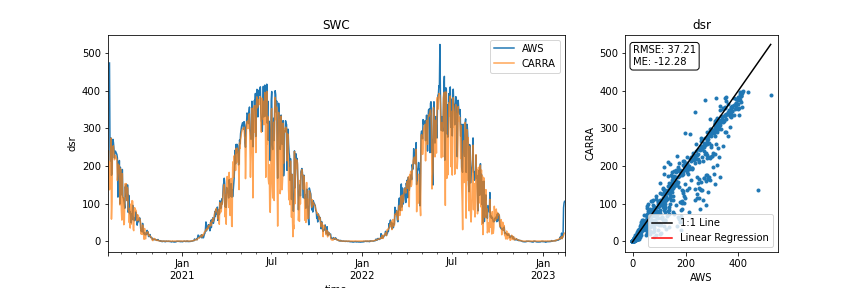 SWC
dsr
500
400
300
200
100
0
dsr
AWS
CARRA
Jan
2021
Jul
Jan
2022
Jul
Jan
2023
time
500
400
300
200
100
0
CARRA
RMSE: 37.21
ME: -12.28
1:1 Line
Linear Regression
0 200 400
AWS